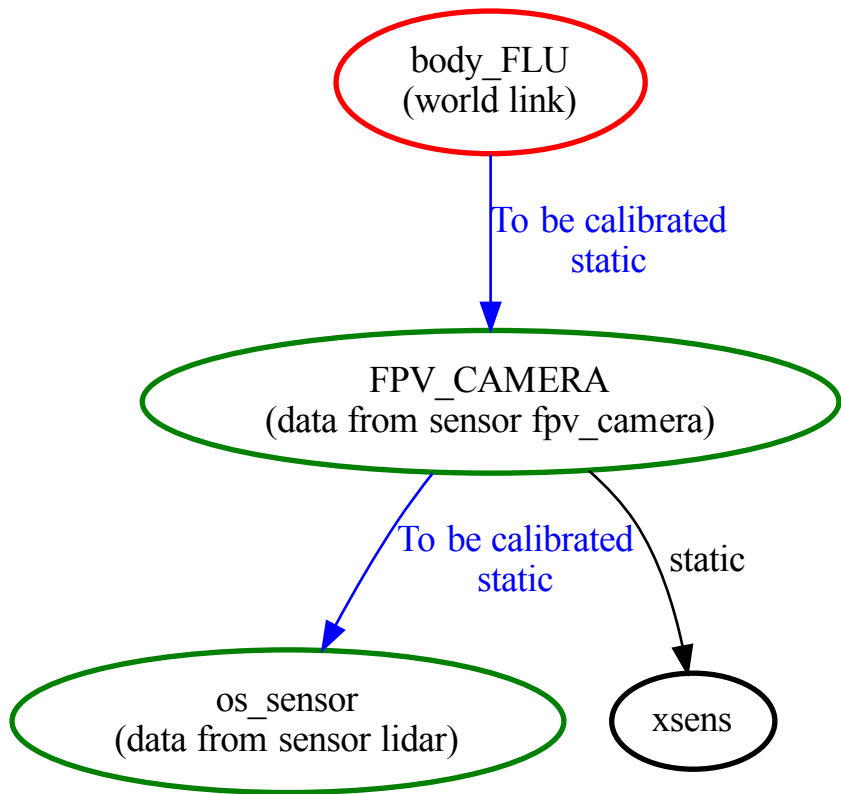 body_FLU
(world link)
To be calibrated
static
FPV_CAMERA
(data from sensor fpv_camera)
To be calibrated
static
static
os_sensor
(data from sensor lidar)
xsens